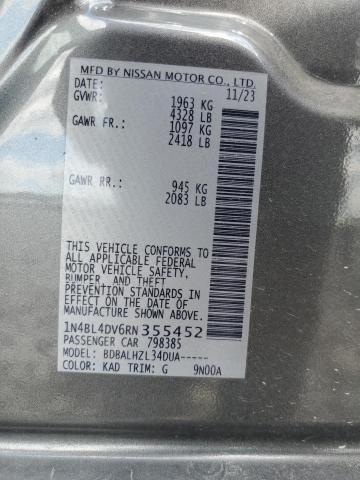 MFD BY NISSAN MOTOR CO., LTD.
DATE: 11/23
GVWR: 1963 KG
4328 LB
GAWR FR.: 1097 KG
2418 LB
GAWR RR.: 945 KG
2083 LB
THIS VEHICLE CONFORMS TO
ALL APPLICABLE FEDERAL
MOTOR VEHICLE SAFETY,
BUMPER, AND THEFT
PREVENTION STANDARDS IN
EFFECT ON THE DATE OF
MANUFACTURE SHOWN ABOVE.
1N4BL4DV6RN355452
PASSENGER CAR 798385
MODEL: BDBALHZL34DUA-----
COLOR: KAD TRIM: G 9N00A